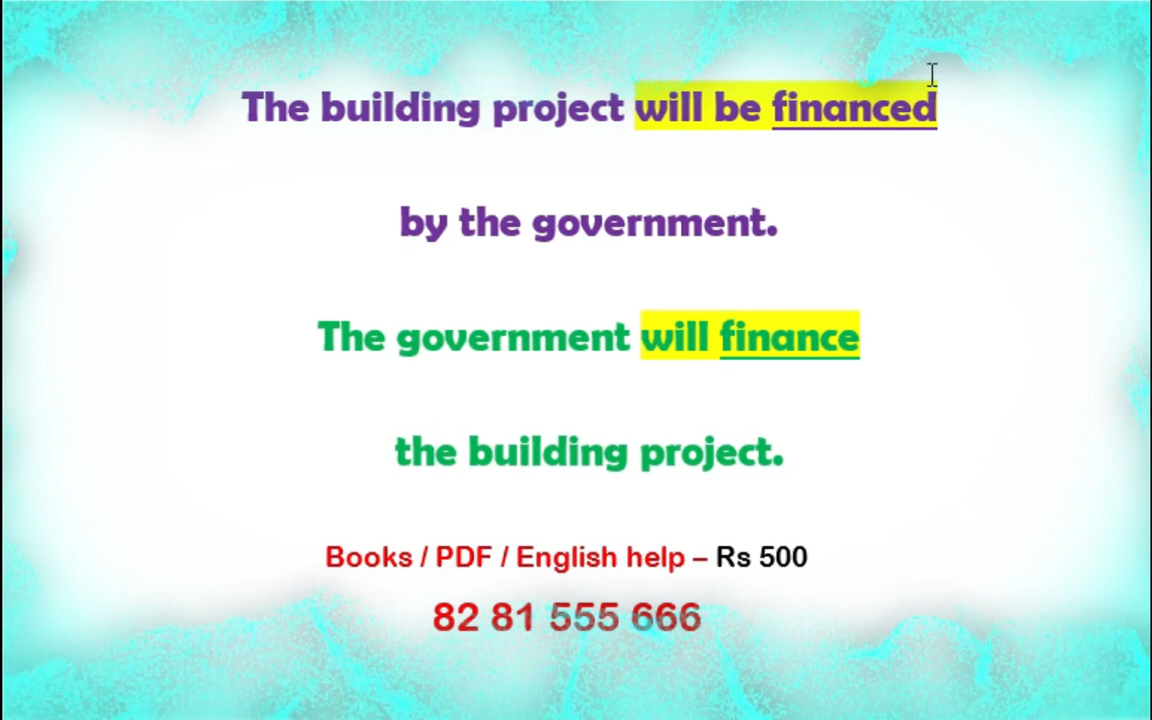 The building project will be financed
by the government.
The government will finance
the building project.
Books / PDF / English help – Rs 500
82 81 555 666